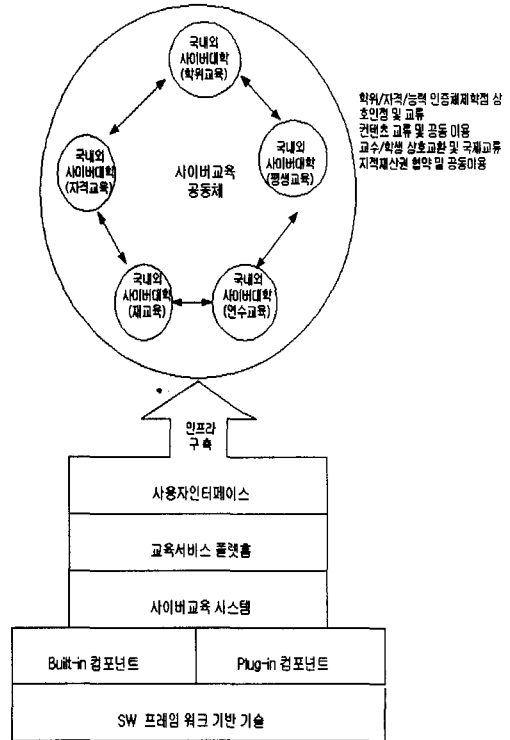 국내외
사이버대학
(학위교육)
학위/자격/능력 인증체제학점 상
호인정 및 교류
컨텐츠 교류 및 공동 이용
교수/학생 상호교환 및 국제교류
지적재산권 협약 및 공동이용
국내외
사이버대학
(자격교육)
사이버교육
공동체
국내외
사이버대학
(평생교육)
국내외
사이버대학
(재교육)
국내외
사이버대학
(연수교육)
인프라
구축
사용자인터페이스
교육서비스 플랫홈
사이버교육 시스템
Built-in 컴포넌트
Plug-in 컴포넌트
SW 프레임 워크 기반 기술